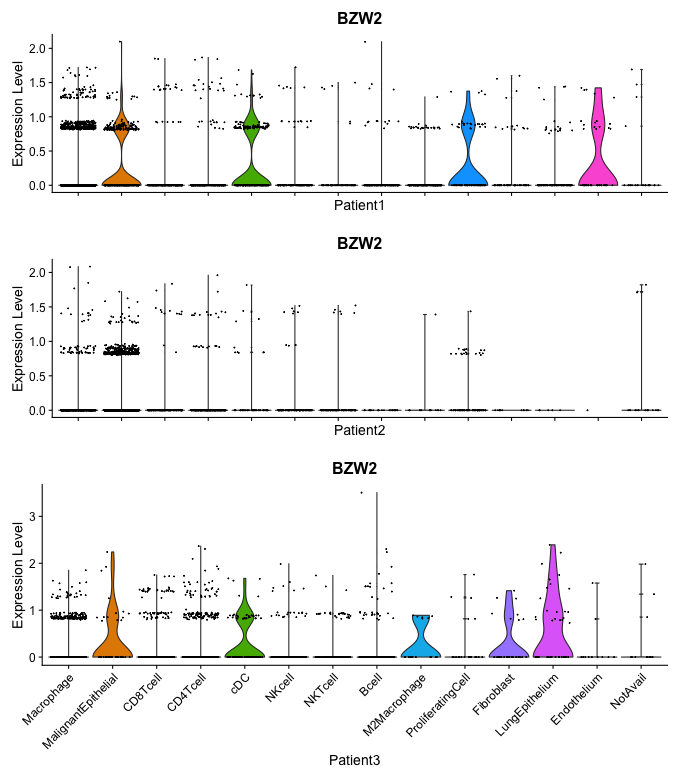 BZW2
Expression Level
2.0
1.5
1.0
0.5
0.0
Patient1
BZW2
Expression Level
2.0
1.5
1.0
0.5
0.0
Patient2
BZW2
Expression Level
3
2
1
0
Macrophage
MalignantEpithelial
CD8Tcell
CD4Tcell
cDC
NKcell
NKTcell
Bcell
M2Macrophage
ProliferatingCell
Fibroblast
LungEpithelium
Endothelium
NotAvail
Patient3